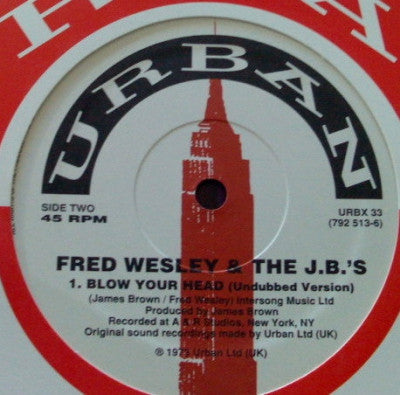 URBAN
SIDE TWO
45 RPM
URBX 33
(792 513-6)
FRED WESLEY & THE J.B.'S
1. BLOW YOUR HEAD (Undubbed Version)
(James Brown / Fred Wesley) Intersong Music Ltd
Produced by James Brown
Recorded at A & R Studios, New York, NY
Original sound recordings made by Urban Ltd (UK)
℗ 1973 Urban Ltd (UK)